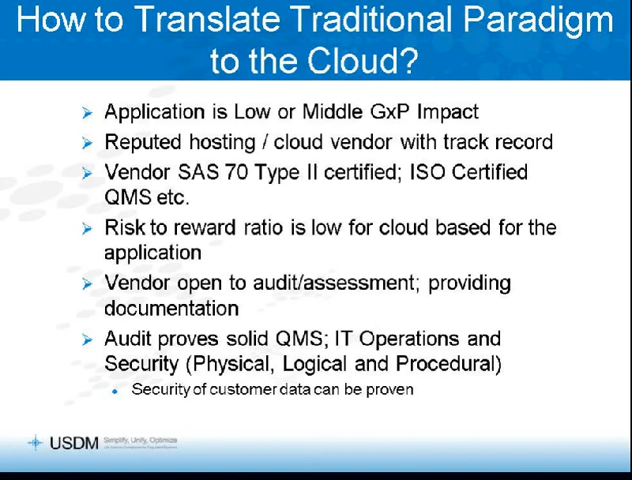 How to Translate Traditional Paradigm
to the Cloud?
Application is Low or Middle GxP Impact
Reputed hosting / cloud vendor with track record
Vendor SAS 70 Type II certified; ISO Certified
QMS etc.
Risk to reward ratio is low for cloud based for the
application
Vendor open to audit/assessment; providing
documentation
Audit proves solid QMS; IT Operations and
Security (Physical, Logical and Procedural)
Security of customer data can be proven
USDM Simplify, Unify, Optimize